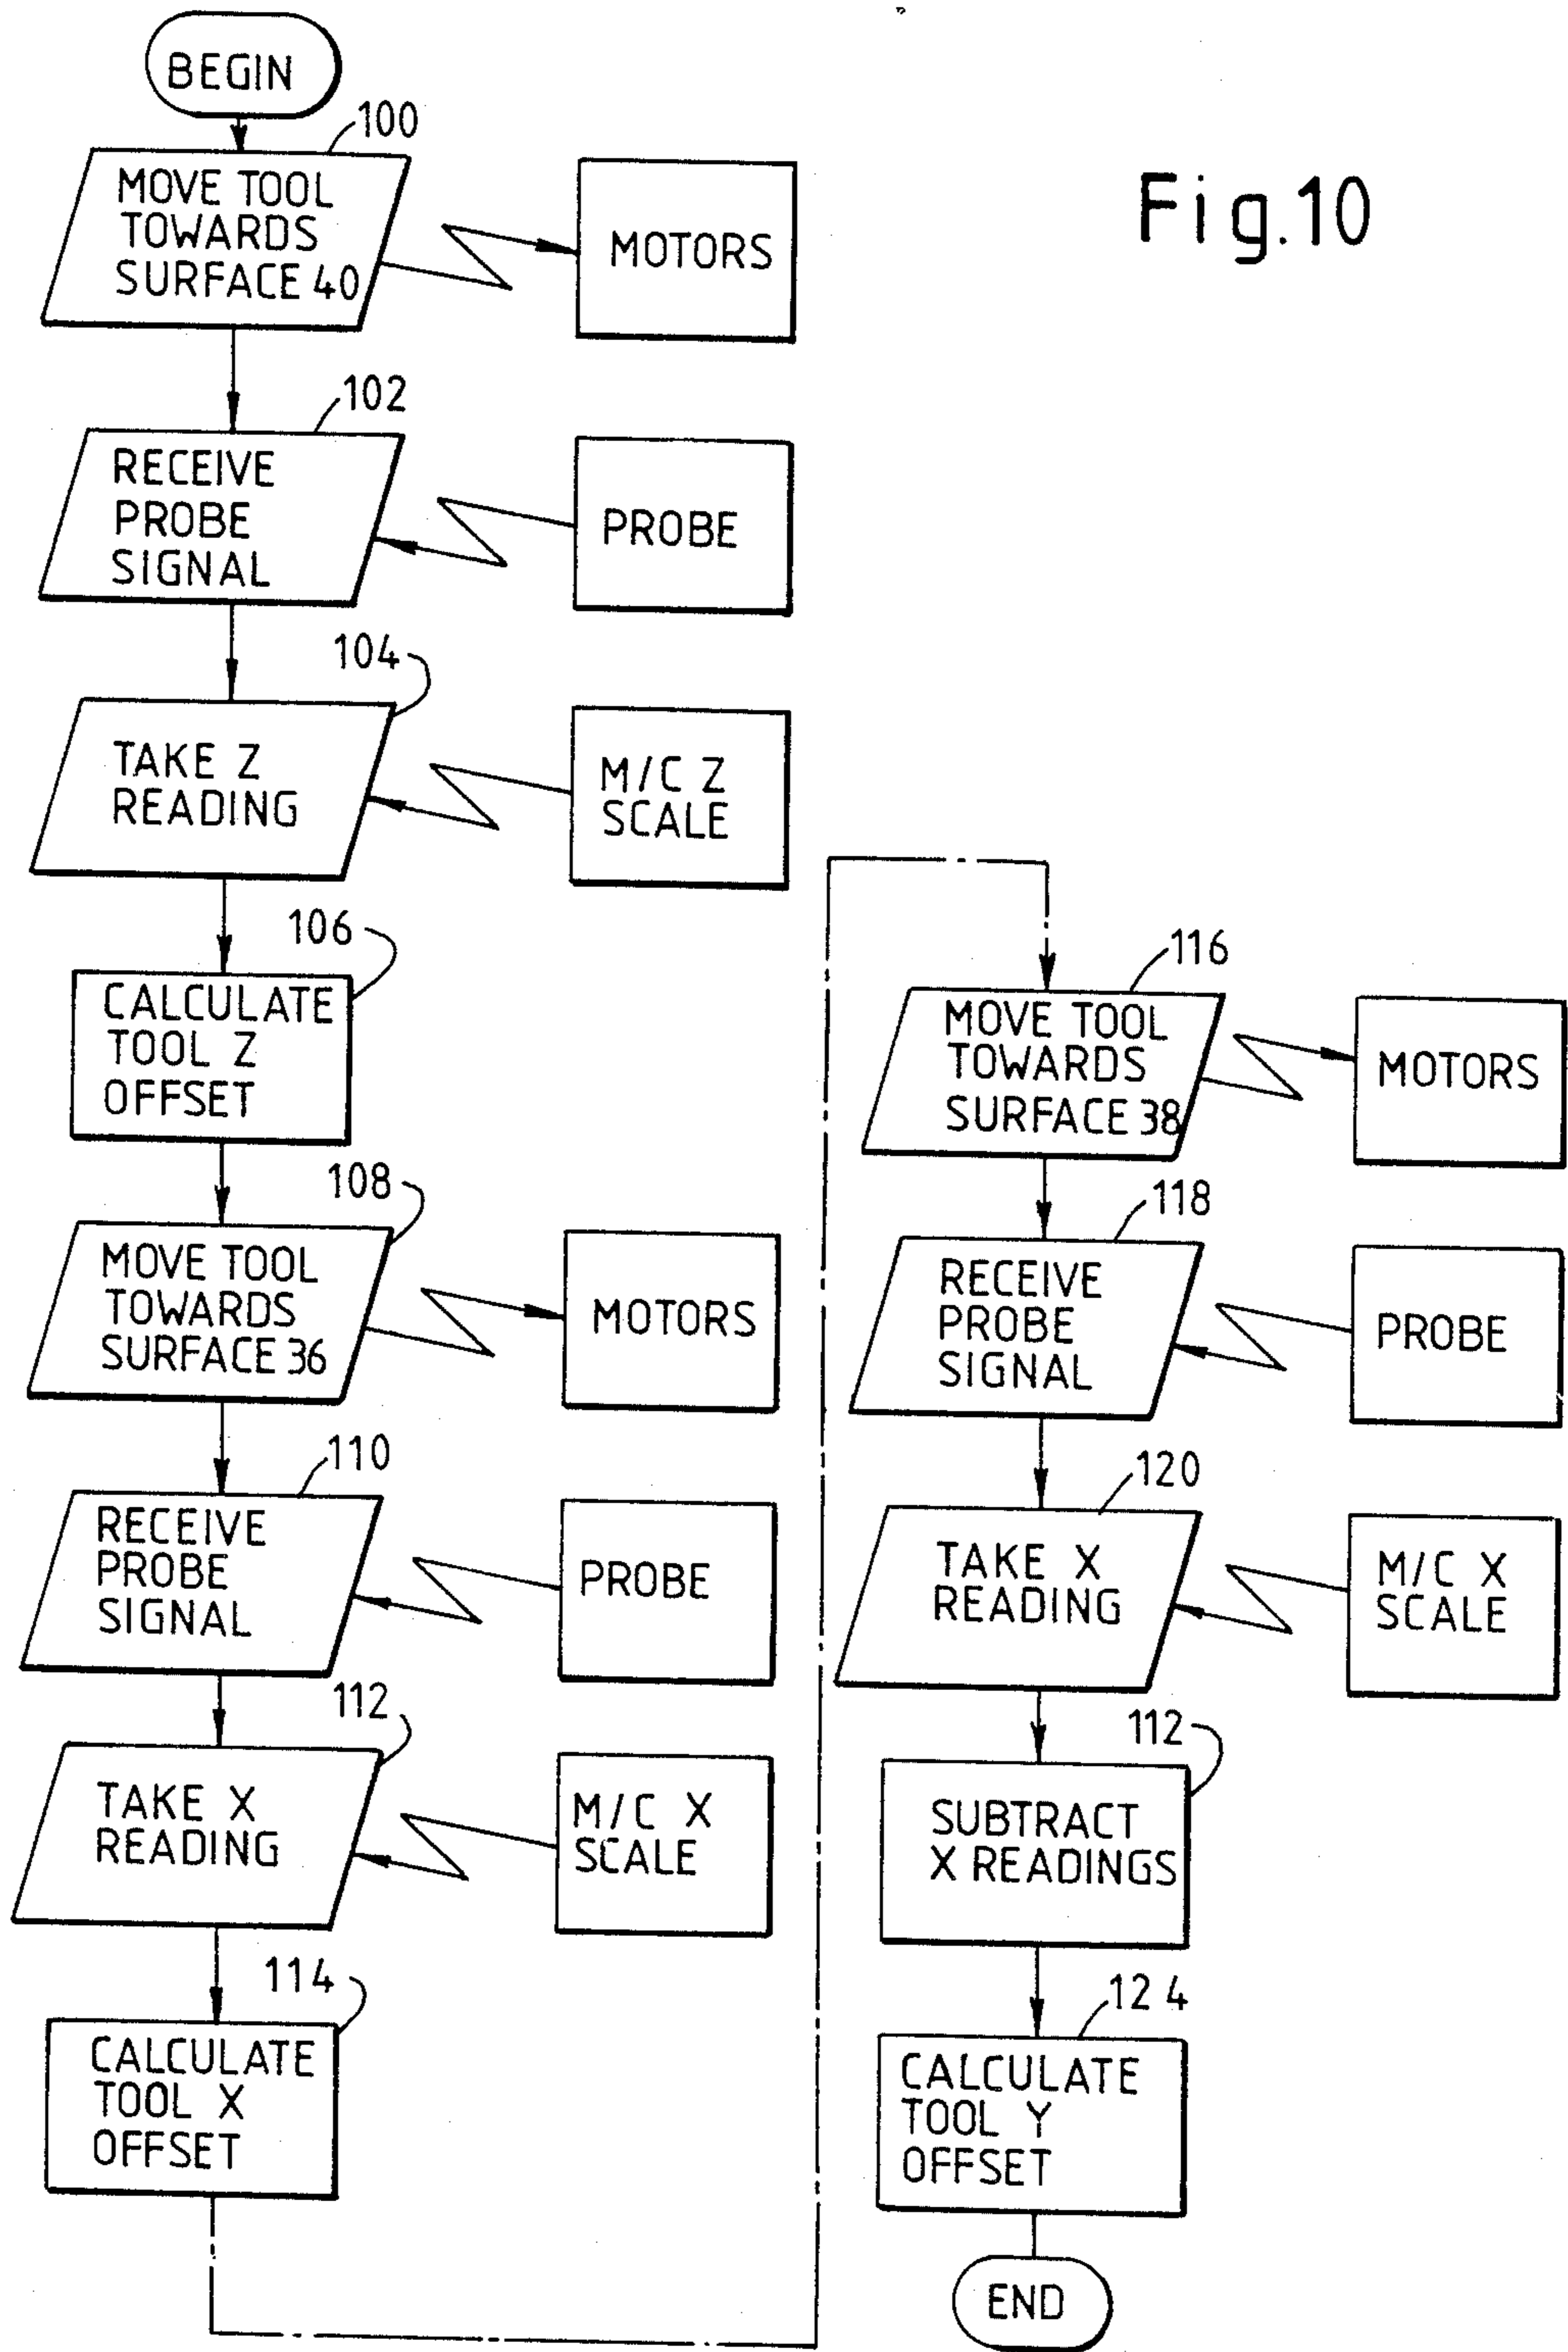 Fig.10
BEGIN
100
MOVE TOOL
TOWARDS
SURFACE 40
MOTORS
102
RECEIVE
PROBE
SIGNAL
PROBE
104
TAKE Z
READING
M/C Z
SCALE
106
CALCULATE
TOOL Z
OFFSET
108
MOVE TOOL
TOWARDS
SURFACE 36
MOTORS
110
RECEIVE
PROBE
SIGNAL
PROBE
112
TAKE X
READING
M/C X
SCALE
114
CALCULATE
TOOL X
OFFSET
116
MOVE TOOL
TOWARDS
SURFACE 38
MOTORS
118
RECEIVE
PROBE
SIGNAL
PROBE
120
TAKE X
READING
M/C X
SCALE
112
SUBTRACT
X READINGS
124
CALCULATE
TOOL Y
OFFSET
END